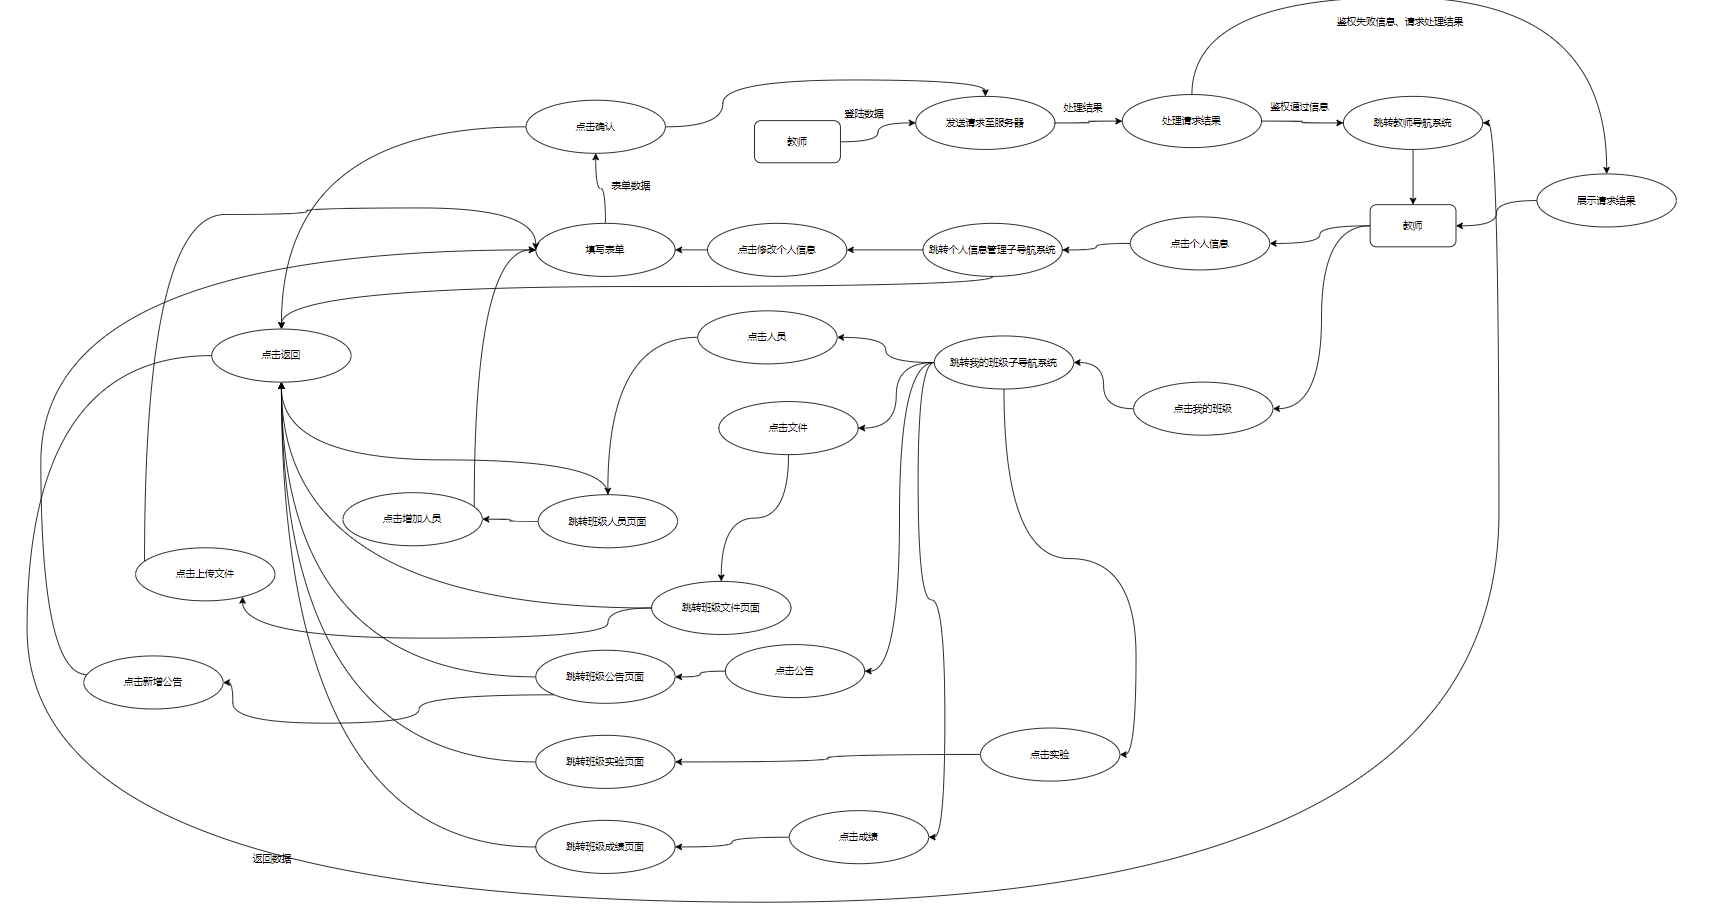 鉴权失败信息、请求处理结果
点击确认
登陆数据
教师
发送请求至服务器
处理结果
处理请求结果
鉴权通过信息
跳转教师导航系统
表单数据
展示请求结果
教师
填写表单
点击修改个人信息
跳转个人信息管理子导航系统
点击个人信息
点击返回
点击人员
跳转我的班级子导航系统
点击我的班级
点击文件
点击增加人员
跳转班级人员页面
点击上传文件
跳转班级文件页面
点击新增公告
跳转班级公告页面
点击公告
跳转班级实验页面
点击实验
跳转班级成绩页面
点击成绩
返回数据